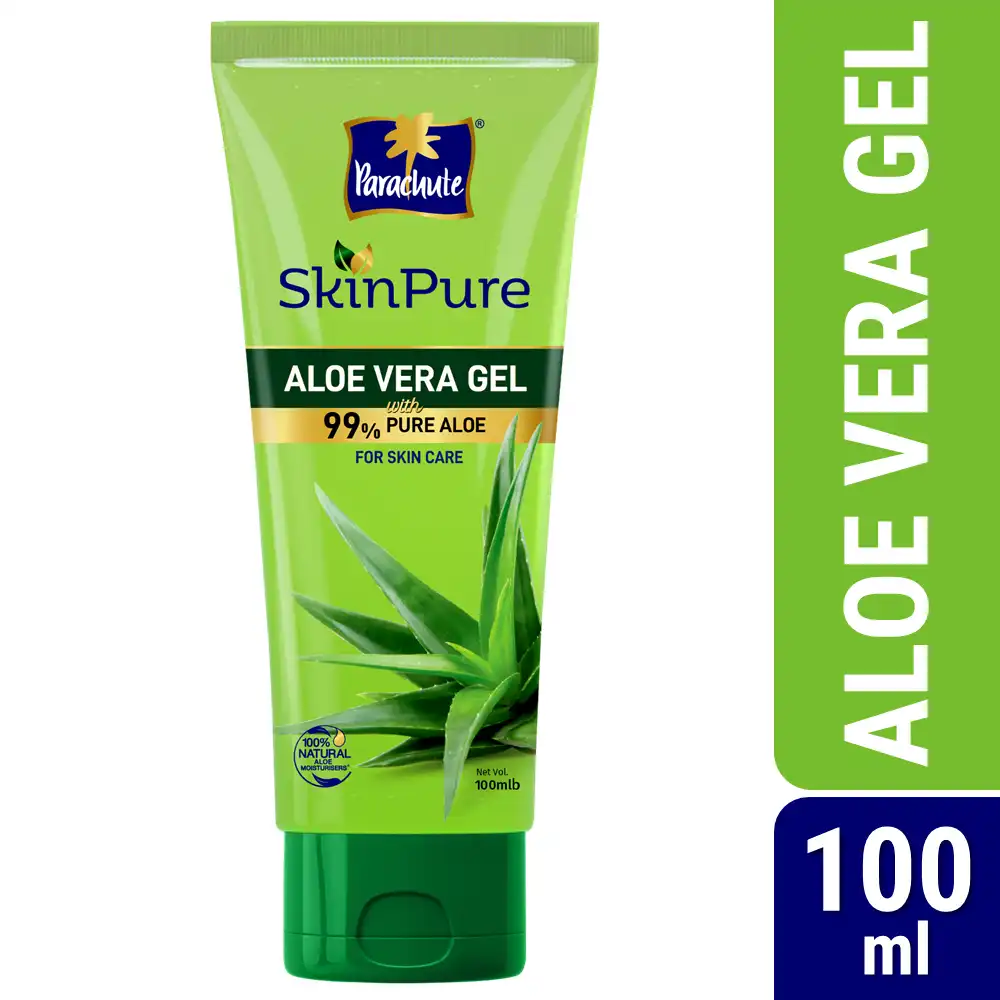 Parachute®
SkinPure
ALOE VERA GEL
with
99% PURE ALOE
FOR SKIN CARE
100%
NATURAL
ALOE
MOISTURISERS*
Net Vol.
100mlb
ALOE VERA GEL
100
ml